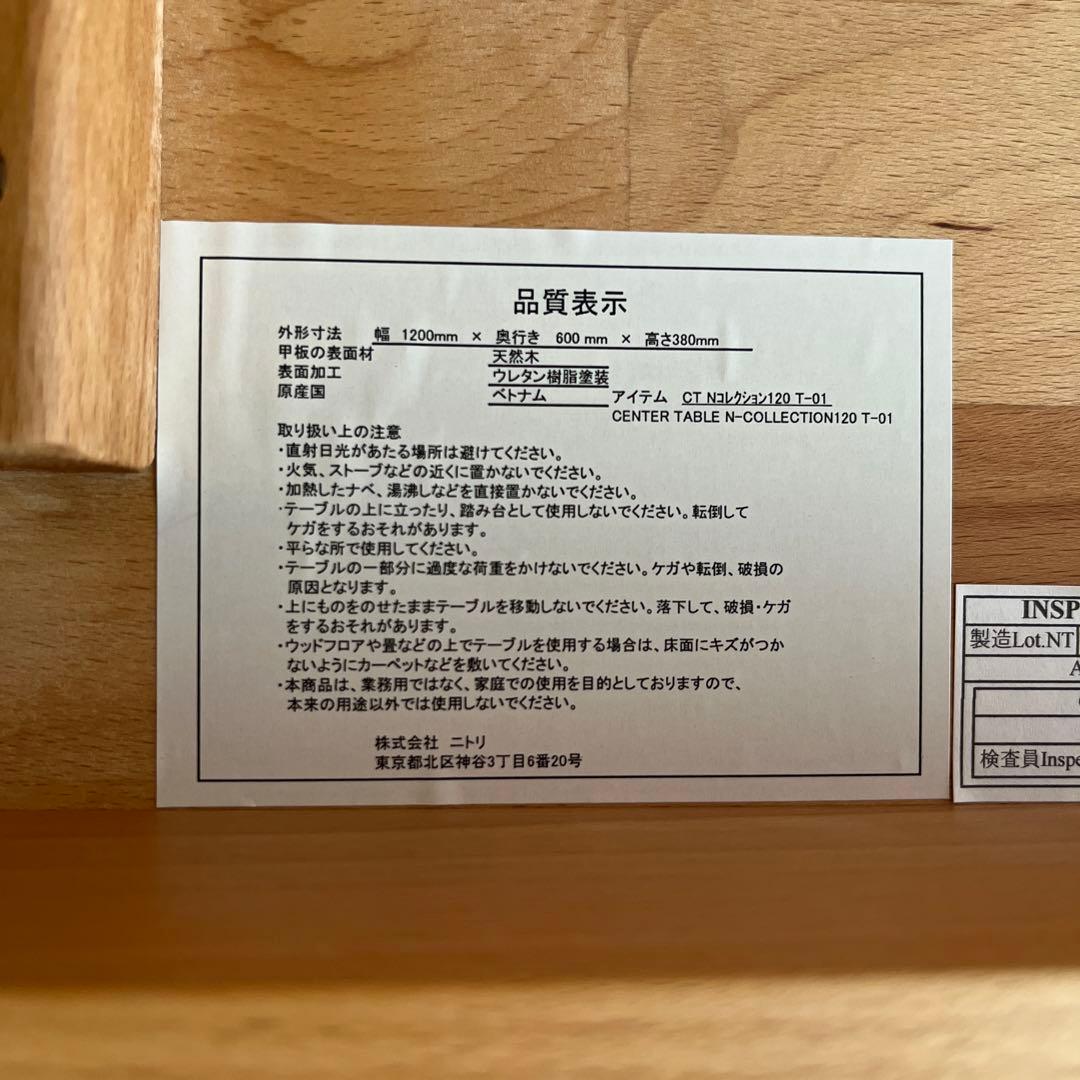 品質表示
外形寸法 幅 1200mm × 奥行き 600 mm × 高さ380mm
甲板の表面材 天然木
表面加工 ウレタン樹脂塗装
原産国 ベトナム アイテム CT Nコレクション120 T-01
CENTER TABLE N-COLLECTION120 T-01
取り扱い上の注意
・直射日光があたる場所は避けてください。
・火気、ストーブなどの近くに置かないでください。
・加熱したナベ、湯沸しなどを直接置かないでください。
・テーブルの上に立ったり、踏み台として使用しないでください。転倒して
ケガをするおそれがあります。
・平らな所で使用してください。
・テーブルの一部分に過度な荷重をかけないでください。ケガや転倒、破損の
原因となります。
・上にものをのせたままテーブルを移動しないでください。落下して、破損・ケガ
をするおそれがあります。
・ウッドフロアや畳などの上でテーブルを使用する場合は、床面にキズがつか
ないようにカーペットなどを敷いてください。
・本商品は、業務用ではなく、家庭での使用を目的としておりますので、
本来の用途以外では使用しないでください。
株式会社 ニトリ
東京都北区神谷3丁目6番20号
INSP
製造Lot.NT
A
検査員Inspe